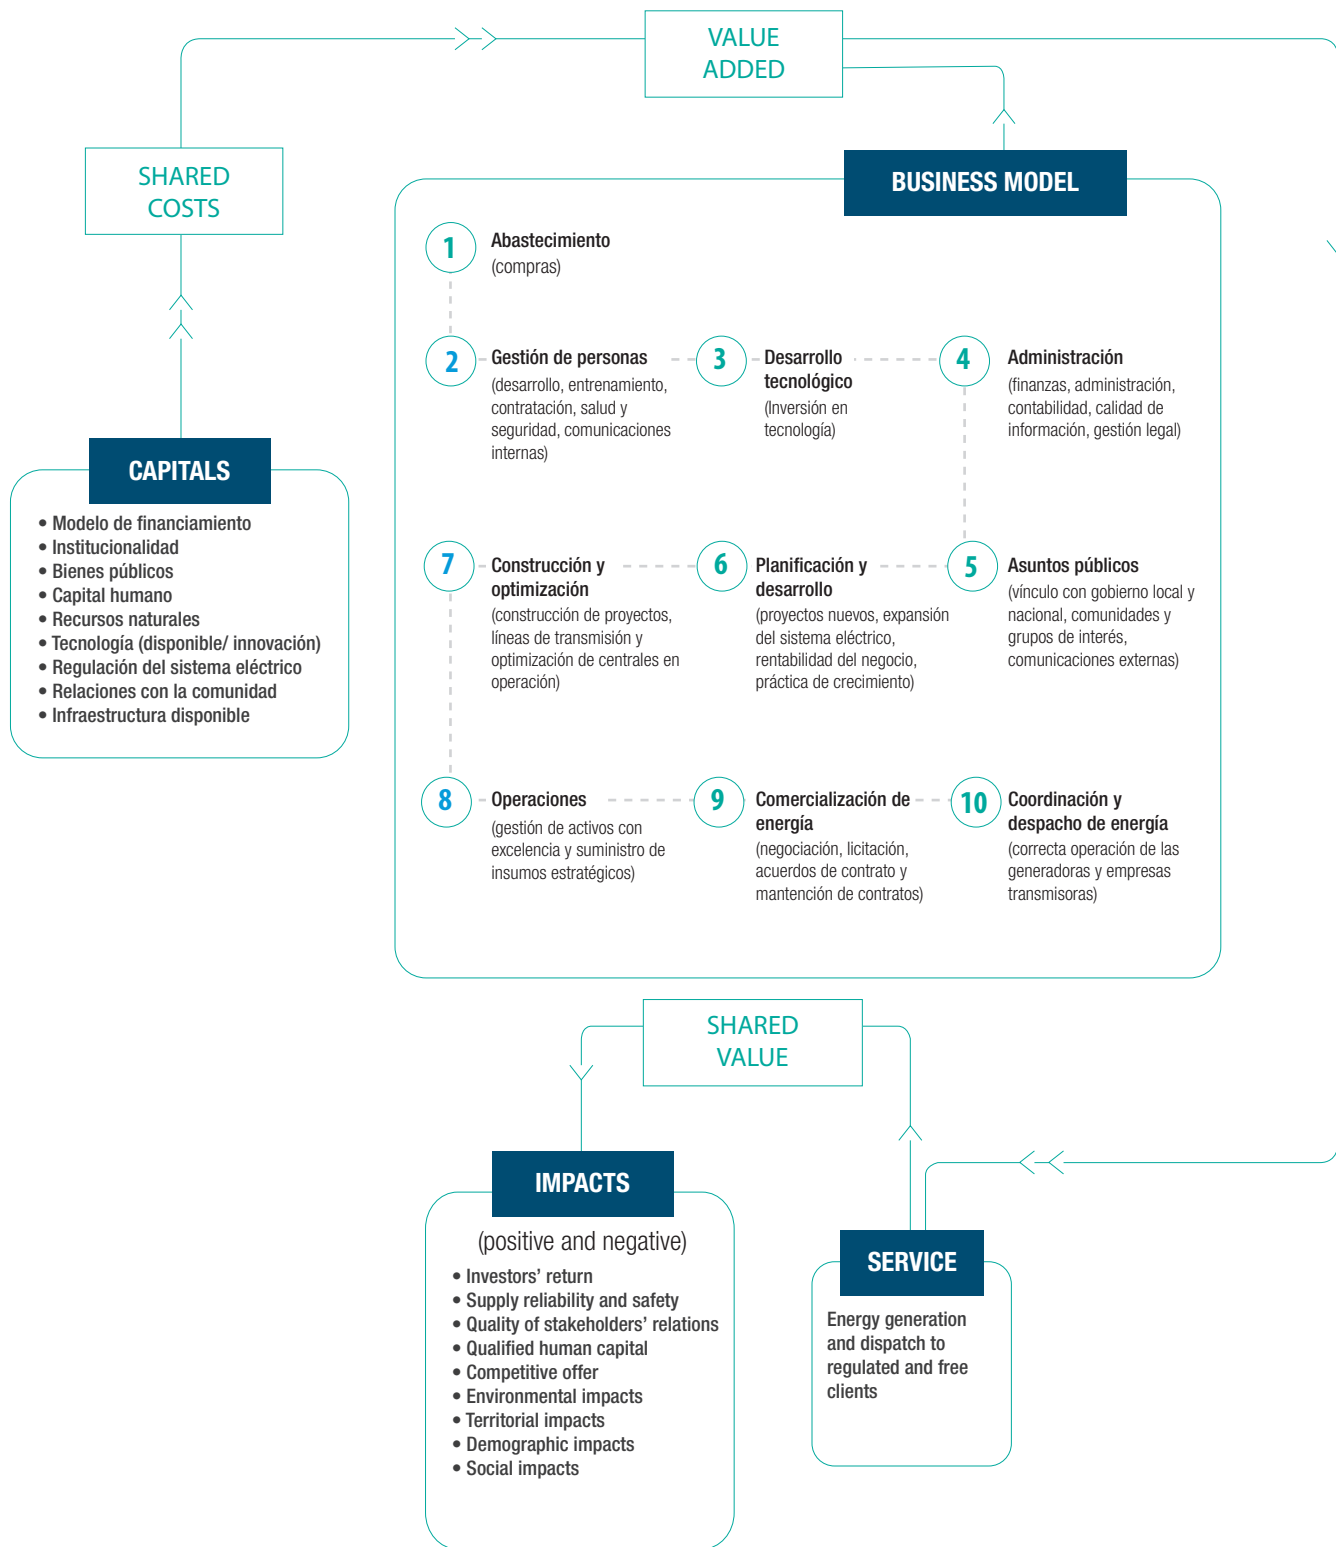 VALUE
ADDED
SHARED
COSTS
BUSINESS MODEL
1
Abastecimiento
(compras)
2
Gestión de personas
(desarrollo, entrenamiento,
contratación, salud y
seguridad, comunicaciones
internas)
3
Desarrollo
tecnológico
(Inversión en
tecnología)
4
Administración
(finanzas, administración,
contabilidad, calidad de
información, gestión legal)
CAPITALS
• Modelo de financiamiento
• Institucionalidad
• Bienes públicos
• Capital humano
• Recursos naturales
• Tecnología (disponible/ innovación)
• Regulación del sistema eléctrico
• Relaciones con la comunidad
• Infraestructura disponible
7
Construcción y
optimización
(construcción de proyectos,
líneas de transmisión y
optimización de centrales en
operación)
6
Planificación y
desarrollo
(proyectos nuevos, expansión
del sistema eléctrico,
rentabilidad del negocio,
práctica de crecimiento)
5
Asuntos públicos
(vínculo con gobierno local y
nacional, comunidades y
grupos de interés,
comunicaciones externas)
8
Operaciones
(gestión de activos con
excelencia y suministro de
insumos estratégicos)
9
Comercialización de
energía
(negociación, licitación,
acuerdos de contrato y
mantención de contratos)
10
Coordinación y
despacho de energía
(correcta operación de las
generadoras y empresas
transmisoras)
SHARED
VALUE
IMPACTS
(positive and negative)
• Investors’ return
• Supply reliability and safety
• Quality of stakeholders’ relations
• Qualified human capital
• Competitive offer
• Environmental impacts
• Territorial impacts
• Demographic impacts
• Social impacts
SERVICE
Energy generation
and dispatch to
regulated and free
clients